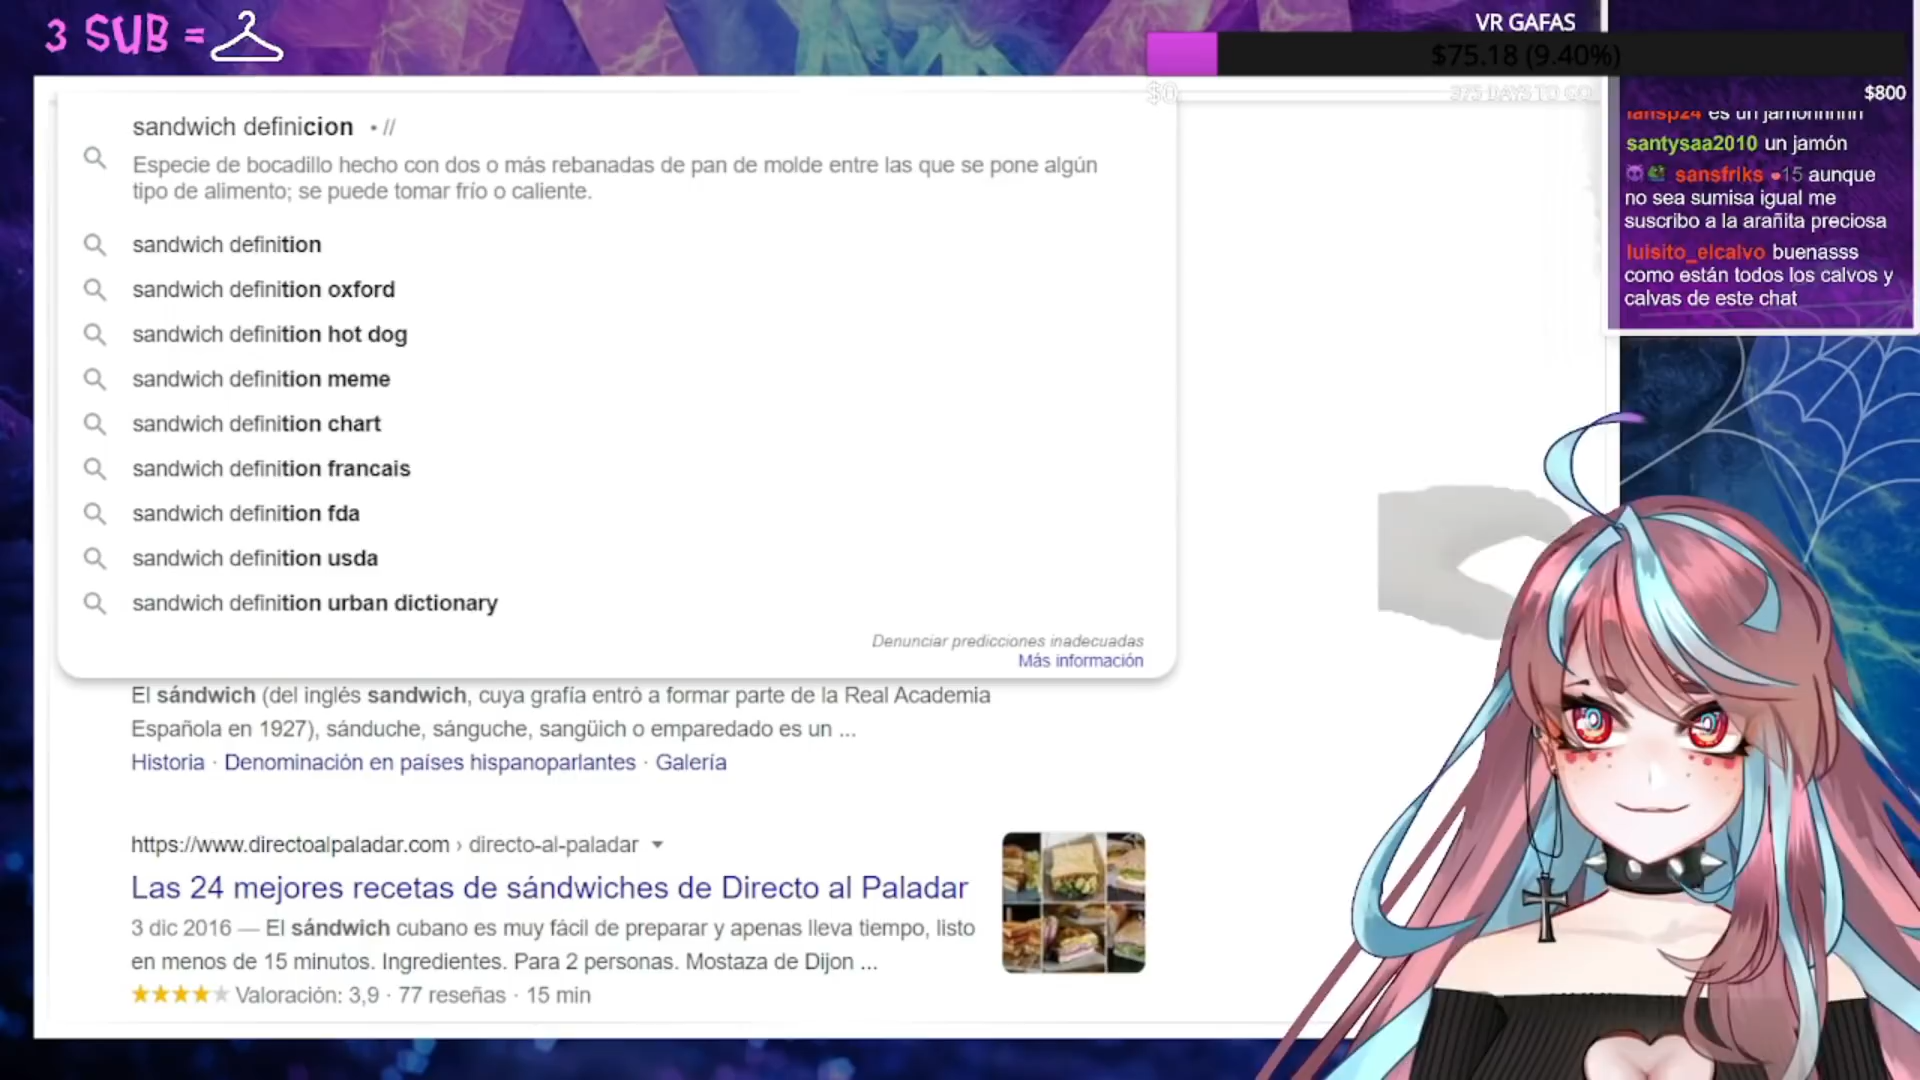 3 SUB =
VR GAFAS
$75.18 (9.40%)
$0
$800
sandwich definicion • //
Especie de bocadillo hecho con dos o más rebanadas de pan de molde entre las que se pone algún
tipo de alimento; se puede tomar frío o caliente.
sandwich definition
sandwich definition oxford
sandwich definition hot dog
sandwich definition meme
sandwich definition chart
sandwich definition francais
sandwich definition fda
sandwich definition usda
sandwich definition urban dictionary
Denunciar predicciones inadecuadas
Más información
El sándwich (del inglés sandwich, cuya grafía entró a formar parte de la Real Academia
Española en 1927), sánduche, sánguche, sangüich o emparedado es un ...
Historia · Denominación en países hispanoparlantes · Galería
https://www.directoalpaladar.com › directo-al-paladar
Las 24 mejores recetas de sándwiches de Directo al Paladar
3 dic 2016 — El sándwich cubano es muy fácil de preparar y apenas lleva tiempo, listo
en menos de 15 minutos. Ingredientes. Para 2 personas. Mostaza de Dijon ...
Valoración: 3,9 · 77 reseñas · 15 min
es un
santysaa2010 un jamón
sansfriks 15 aunque
no sea sumisa igual me
suscribo a la arañita preciosa
luisito_elcalvo buenasss
como están todos los calvos y
calvas de este chat